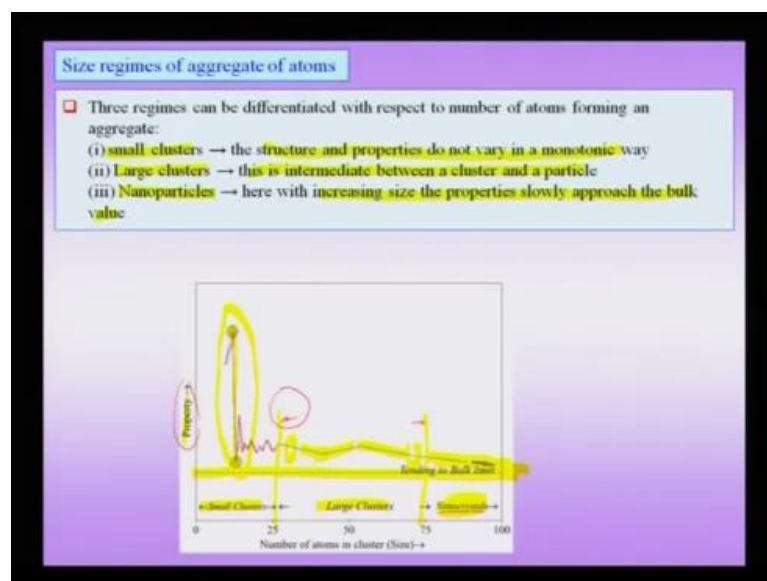 Size regimes of aggregate of atoms
Three regimes can be differentiated with respect to number of atoms forming an
aggregate:
(i) small clusters → the structure and properties do not vary in a monotonic way
(ii) Large clusters → this is intermediate between a cluster and a particle
(iii) Nanoparticles → here with increasing size the properties slowly approach the bulk
value
Property →
Tending to Bulk limit
←Small Clusters→ ← Large Clusters → Nanocrystals→
0 25 50 75 100
Number of atoms in cluster (Size)→